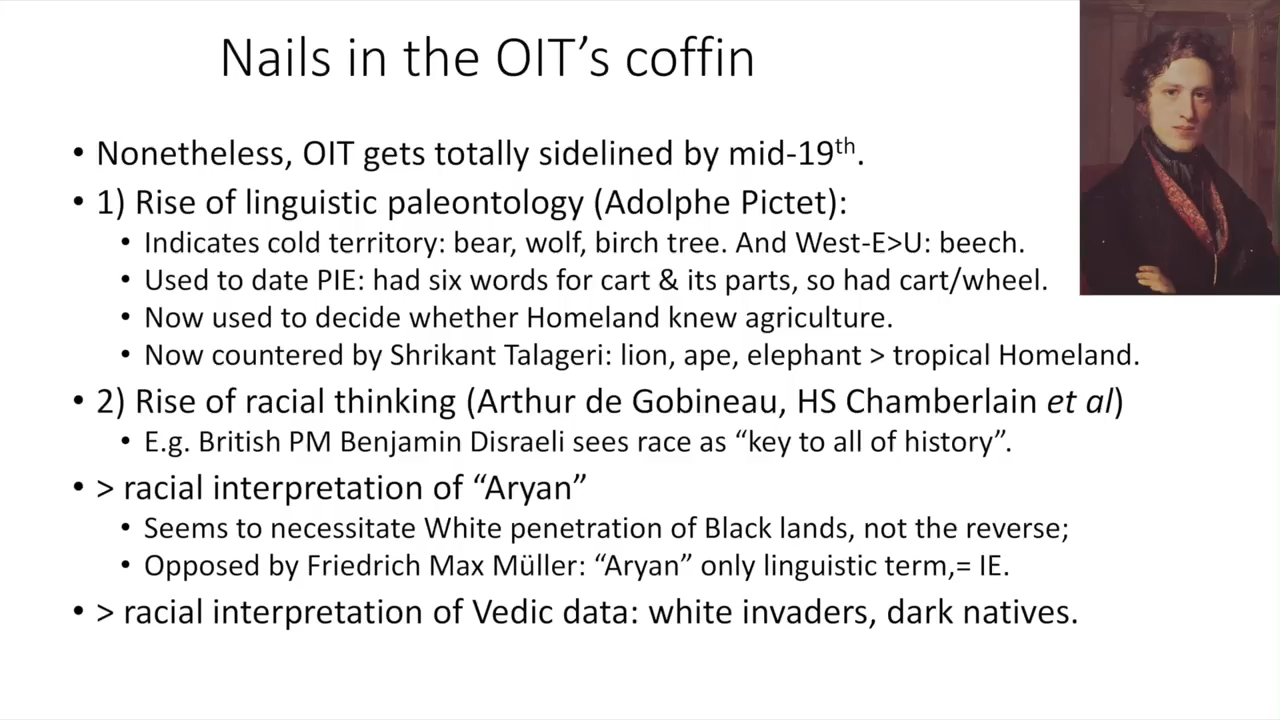 Nails in the OIT’s coffin
• Nonetheless, OIT gets totally sidelined by mid-19th.
• 1) Rise of linguistic paleontology (Adolphe Pictet):
• Indicates cold territory: bear, wolf, birch tree. And West-E>U: beech.
• Used to date PIE: had six words for cart & its parts, so had cart/wheel.
• Now used to decide whether Homeland knew agriculture.
• Now countered by Shrikant Talageri: lion, ape, elephant > tropical Homeland.
• 2) Rise of racial thinking (Arthur de Gobineau, HS Chamberlain et al)
• E.g. British PM Benjamin Disraeli sees race as “key to all of history”.
• > racial interpretation of “Aryan”
• Seems to necessitate White penetration of Black lands, not the reverse;
• Opposed by Friedrich Max Müller: “Aryan” only linguistic term,= IE.
• > racial interpretation of Vedic data: white invaders, dark natives.